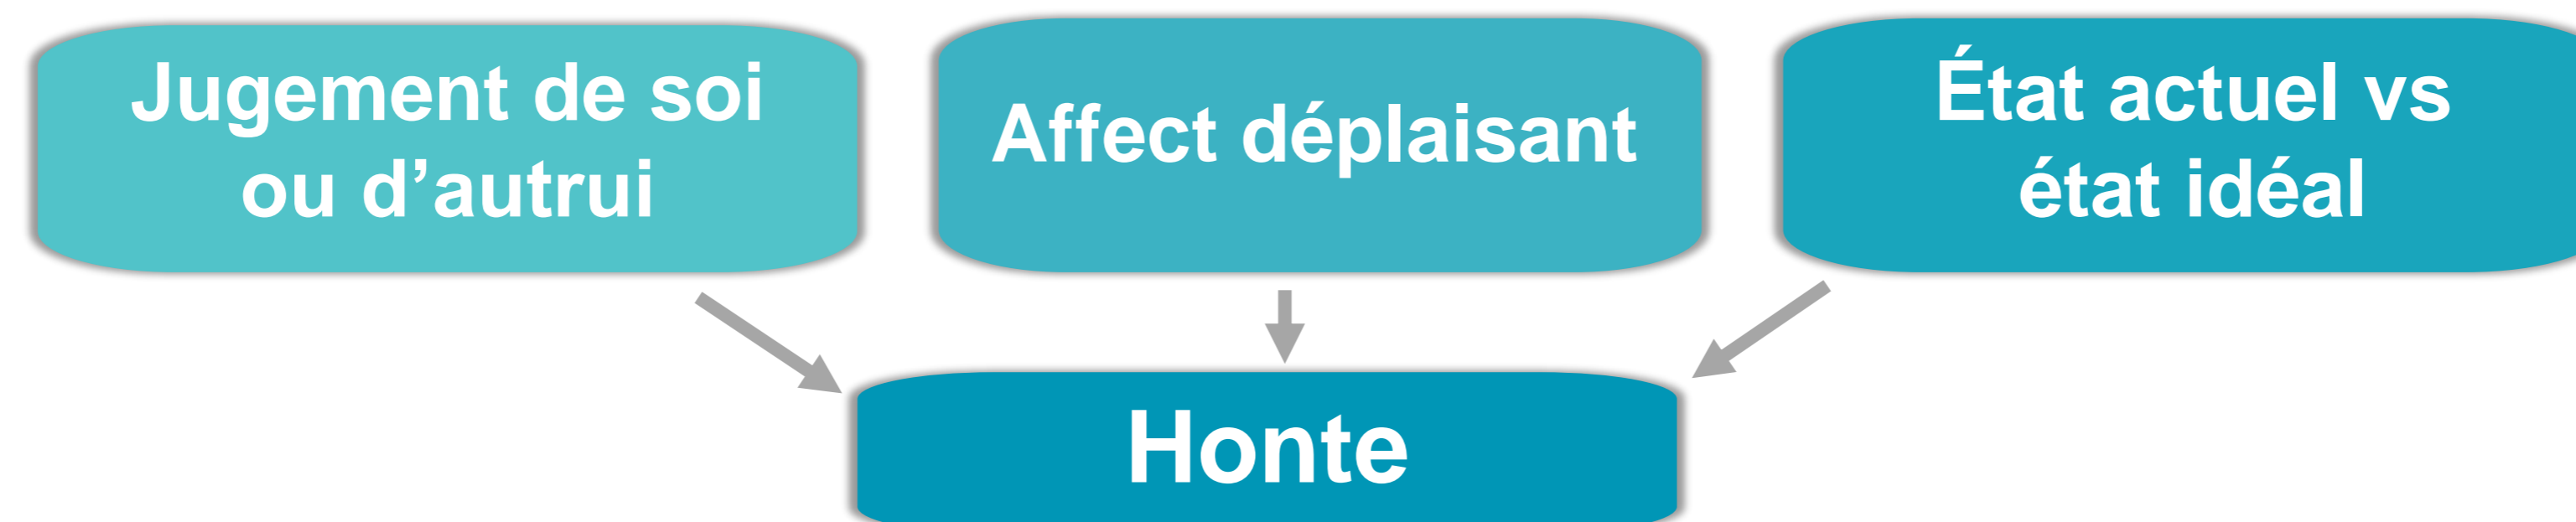 Jugement de soi
ou d’autrui
Affect déplaisant
État actuel vs
état idéal
Honte